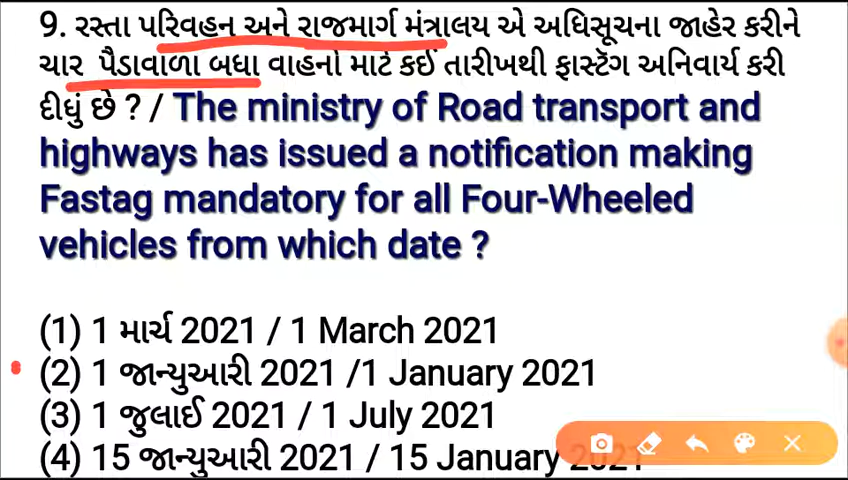 9. રસ્તા પરિવહન અને રાજમાર્ગ મંત્રાલય એ અધિસૂચના જાહેર કરીને
ચાર પૈડાવાળા બધા વાહનો માટે કઈ તારીખથી ફાસ્ટૅગ અનિવાર્ય કરી
દીધું છે ? / The ministry of Road transport and
highways has issued a notification making
Fastag mandatory for all Four-Wheeled
vehicles from which date ?
(1) 1 માર્ચ 2021 / 1 March 2021
(2) 1 જાન્યુઆરી 2021 /1 January 2021
(3) 1 જુલાઈ 2021 / 1 July 2021
(4) 15 જાન્યુઆરી 2021 / 15 January 2021